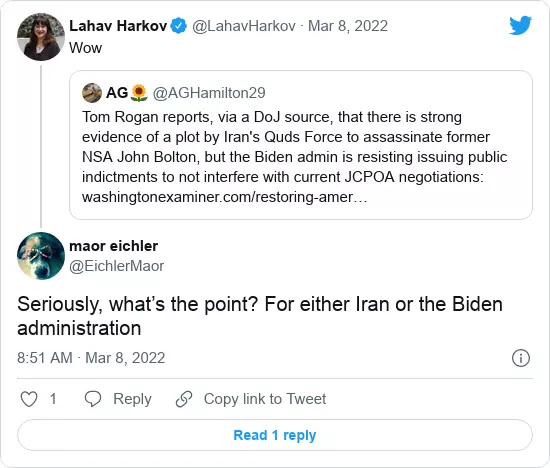 Lahav Harkov @LahavHarkov · Mar 8, 2022
Wow
AG🌻 @AGHamilton29
Tom Rogan reports, via a DoJ source, that there is strong
evidence of a plot by Iran's Quds Force to assassinate former
NSA John Bolton, but the Biden admin is resisting issuing public
indictments to not interfere with current JCPOA negotiations:
washingtonexaminer.com/restoring-amer…
maor eichler
@EichlerMaor
Seriously, what's the point? For either Iran or the Biden
administration
8:51 AM · Mar 8, 2022
1 Reply Copy link to Tweet
Read 1 reply